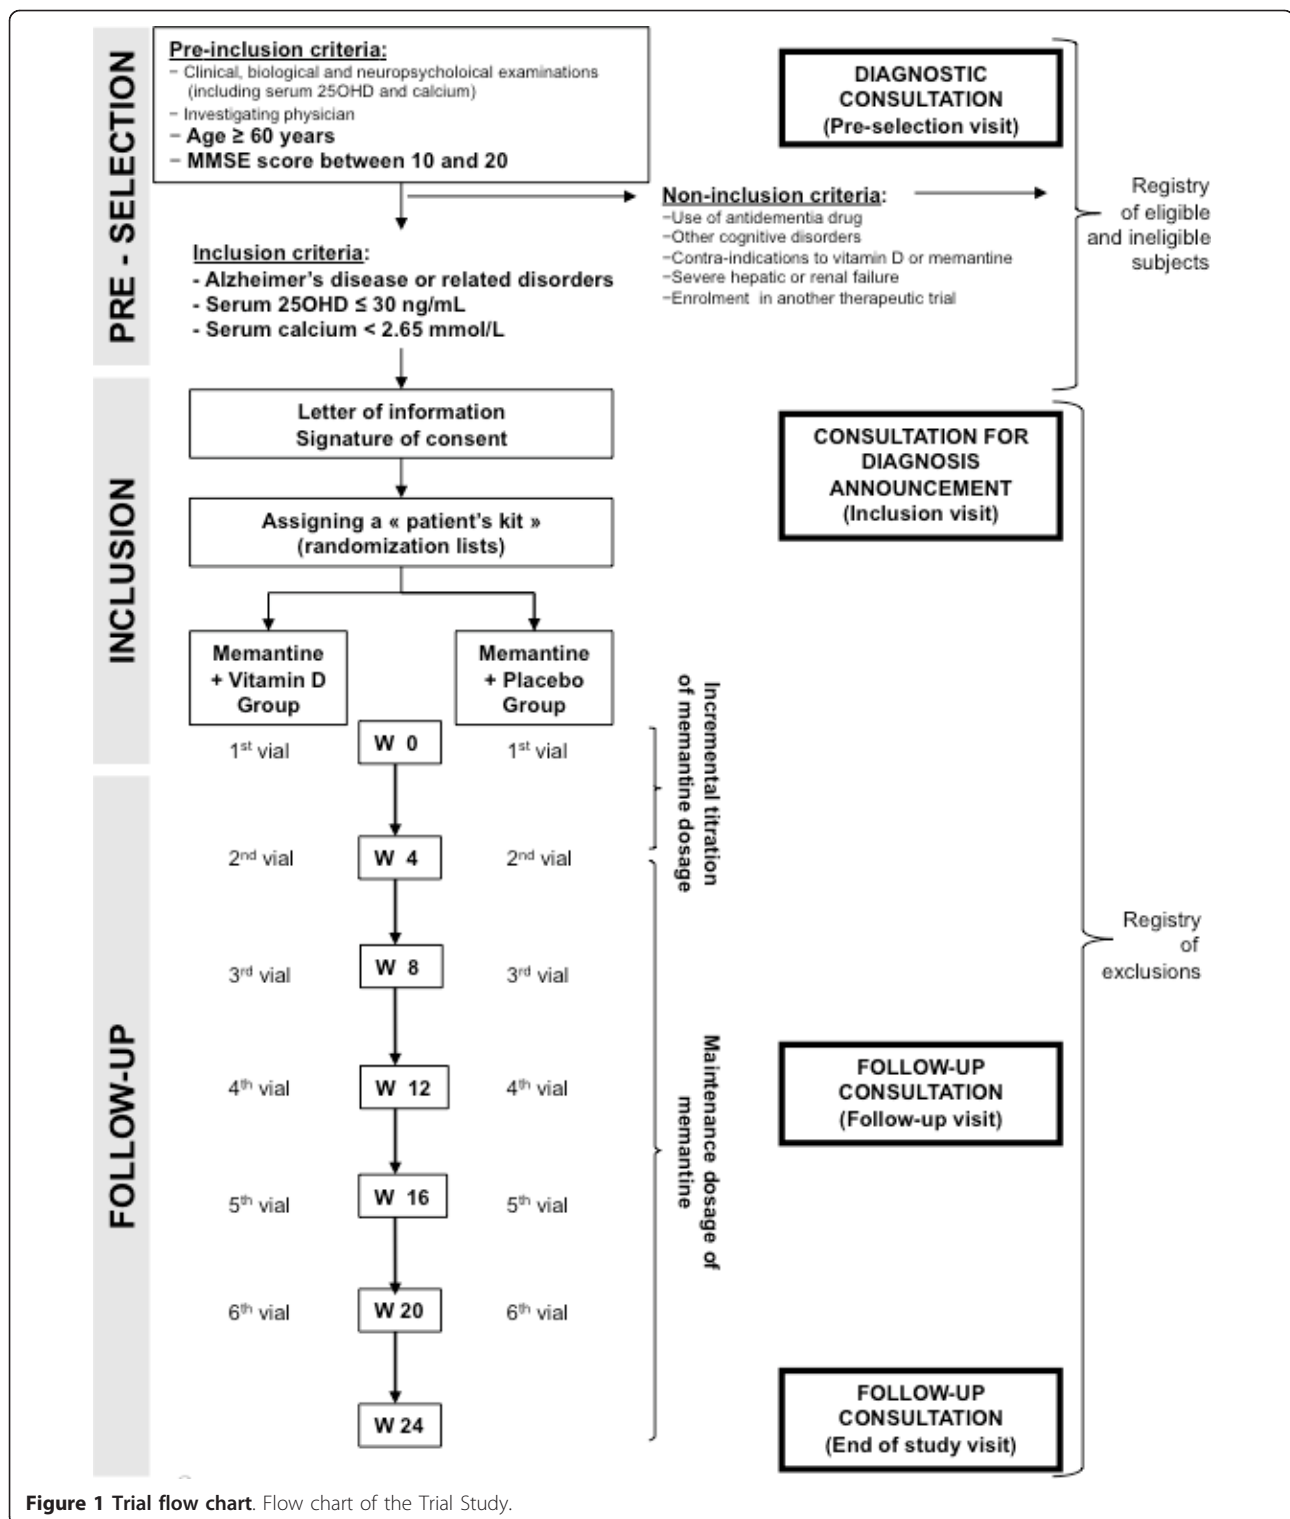 PRE - SELECTION
Pre-inclusion criteria:
− Clinical, biological and neuropsycholoical examinations
(including serum 25OHD and calcium)
− Investigating physician
− Age ≥ 60 years
− MMSE score between 10 and 20
DIAGNOSTIC
CONSULTATION
(Pre-selection visit)
Non-inclusion criteria:
−Use of antidementia drug
−Other cognitive disorders
−Contra-indications to vitamin D or memantine
−Severe hepatic or renal failure
−Enrolment in another therapeutic trial
Registry
of eligible
and ineligible
subjects
Inclusion criteria:
- Alzheimer's disease or related disorders
- Serum 25OHD ≤ 30 ng/mL
- Serum calcium < 2.65 mmol/L
INCLUSION
Letter of information
Signature of consent
CONSULTATION FOR
DIAGNOSIS
ANNOUNCEMENT
(Inclusion visit)
Assigning a « patient's kit »
(randomization lists)
Memantine
+ Vitamin D
Group
Memantine
+ Placebo
Group
1st vial
W 0
1st vial
Incremental titration
of memantine dosage
FOLLOW-UP
2nd vial
W 4
2nd vial
3rd vial
W 8
3rd vial
Registry
of
exclusions
4th vial
W 12
4th vial
Maintenance dosage of
memantine
FOLLOW-UP
CONSULTATION
(Follow-up visit)
5th vial
W 16
5th vial
6th vial
W 20
6th vial
W 24
FOLLOW-UP
CONSULTATION
(End of study visit)
Figure 1 Trial flow chart. Flow chart of the Trial Study.